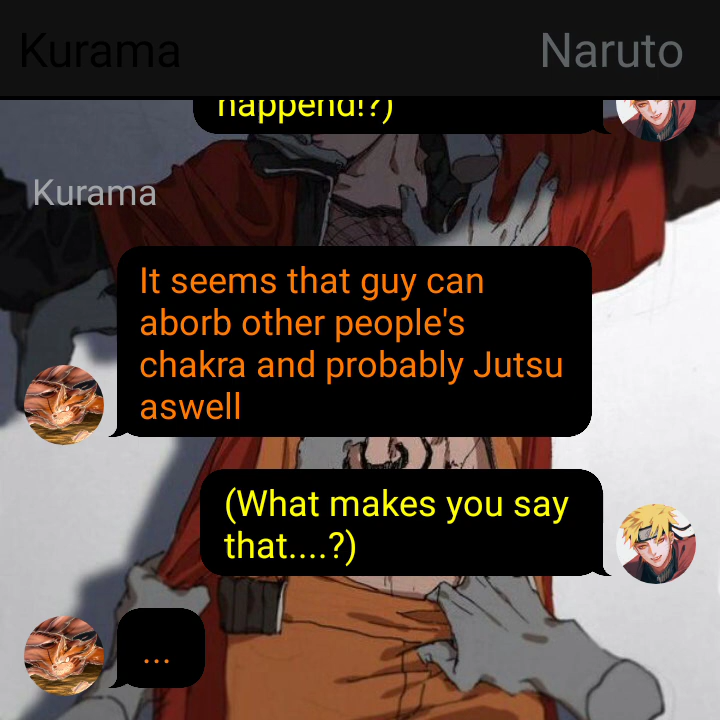 Kurama
Naruto
happend!?)
Kurama
It seems that guy can
aborb other people's
chakra and probably Jutsu
aswell
(What makes you say
that....?)
...